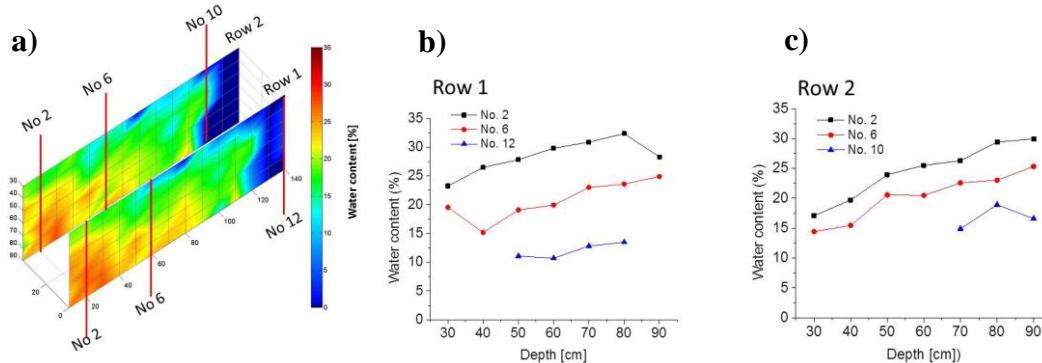 a)
No 10
Row 2
No 6
Row 1
No 2
Water content [%]
35
30
25
20
15
10
5
0
30
40
50
60
70
80
90
20
0
20
40
60
80
100
120
140
No 12
No 6
No 2
b)
Row 1
No. 2
No. 6
No. 12
Water content (%)
35
30
25
20
15
10
5
0
30 40 50 60 70 80 90
Depth [cm]
c)
Row 2
No. 2
No. 6
No. 10
Water content (%)
35
30
25
20
15
10
5
0
30 40 50 60 70 80 90
Depth [cm])